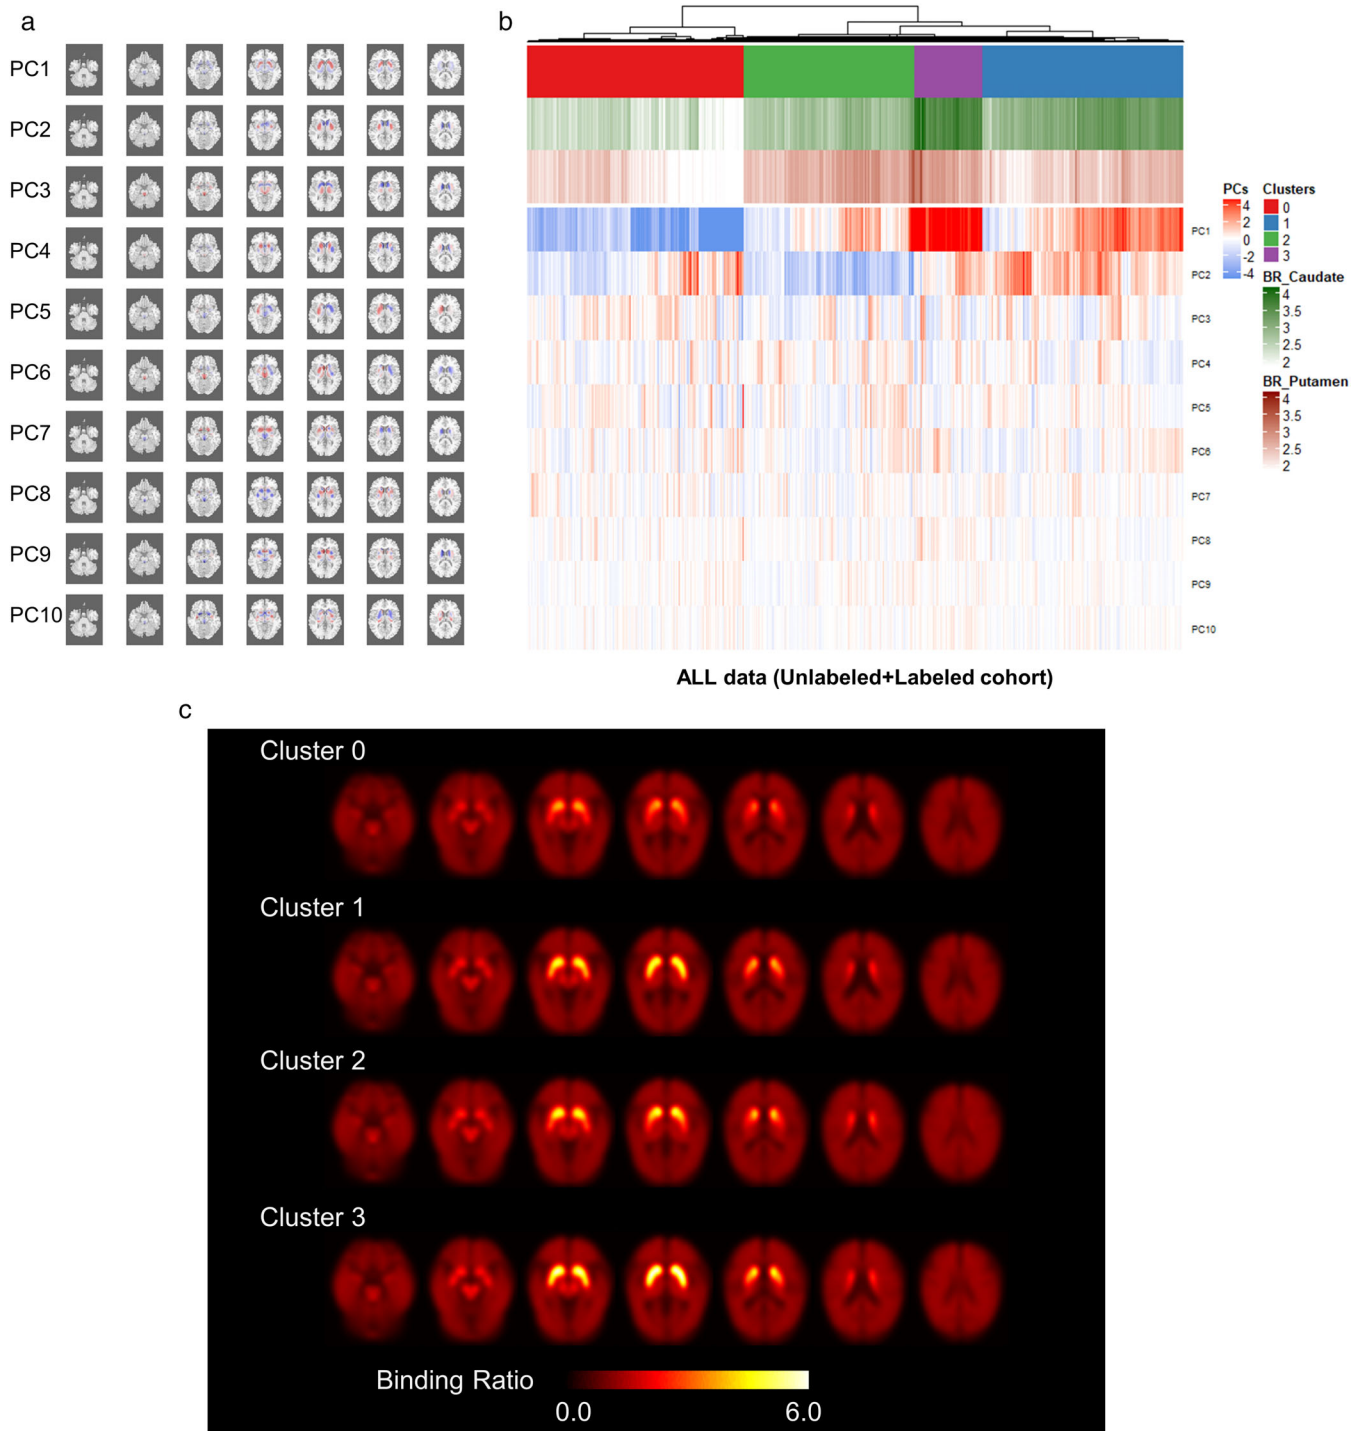 a
PC1
PC2
PC3
PC4
PC5
PC6
PC7
PC8
PC9
PC10
b
PC1
PC2
PC3
PC4
PC5
PC6
PC7
PC8
PC9
PC10
PCs
4
2
0
-2
-4
Clusters
0
1
2
3
BR_Caudate
4
3.5
3
2.5
2
BR_Putamen
4
3.5
3
2.5
2
ALL data (Unlabeled+Labeled cohort)
c
Cluster 0
Cluster 1
Cluster 2
Cluster 3
Binding Ratio
0.0 6.0